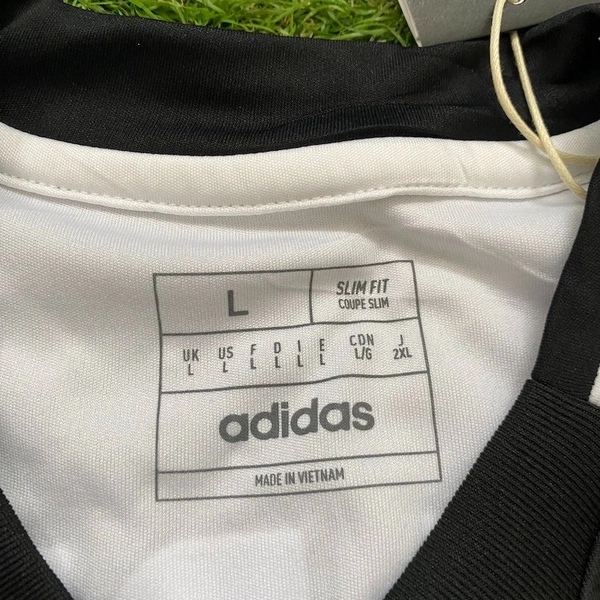 L
SLIM FIT
COUPE SLIM
UK US F D I E CDN J
L L L L L L L/G 2XL
adidas
MADE IN VIETNAM